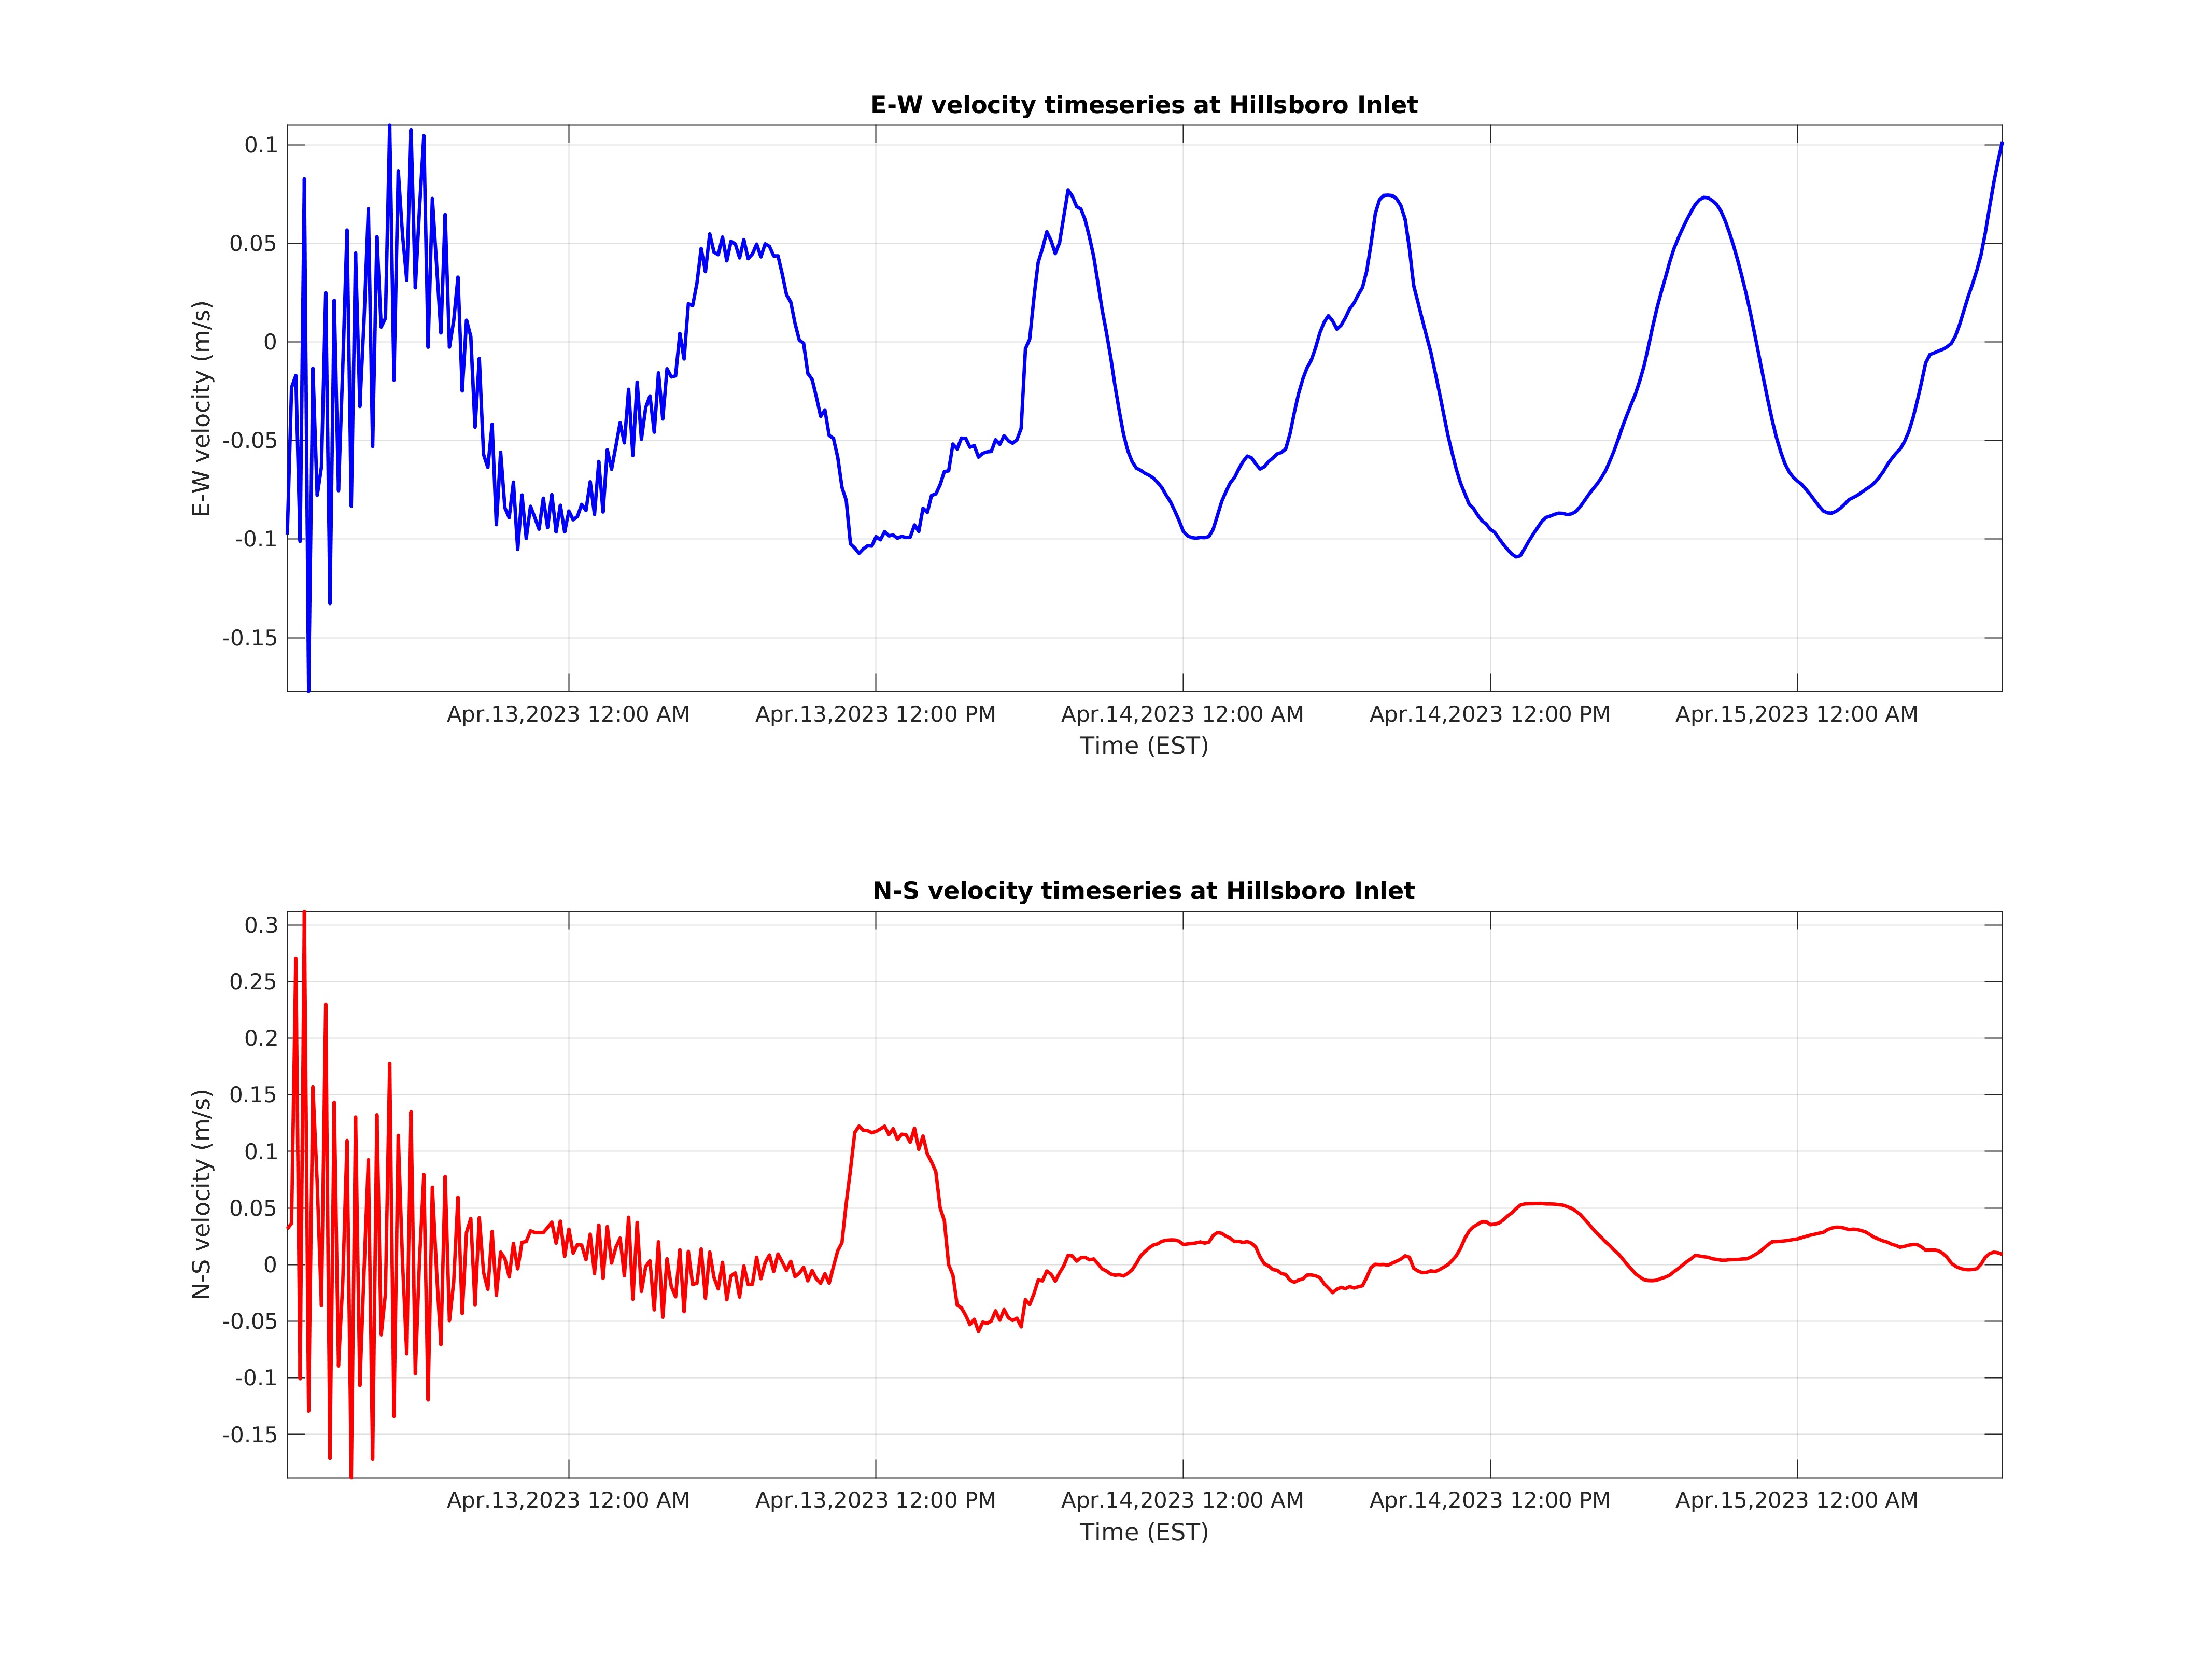 E-W velocity timeseries at Hillsboro Inlet
E-W velocity (m/s)
0.1
0.05
0
-0.05
-0.1
-0.15
Apr.13,2023 12:00 AM Apr.13,2023 12:00 PM Apr.14,2023 12:00 AM Apr.14,2023 12:00 PM Apr.15,2023 12:00 AM
Time (EST)
N-S velocity timeseries at Hillsboro Inlet
N-S velocity (m/s)
0.3
0.25
0.2
0.15
0.1
0.05
0
-0.05
-0.1
-0.15
Apr.13,2023 12:00 AM Apr.13,2023 12:00 PM Apr.14,2023 12:00 AM Apr.14,2023 12:00 PM Apr.15,2023 12:00 AM
Time (EST)